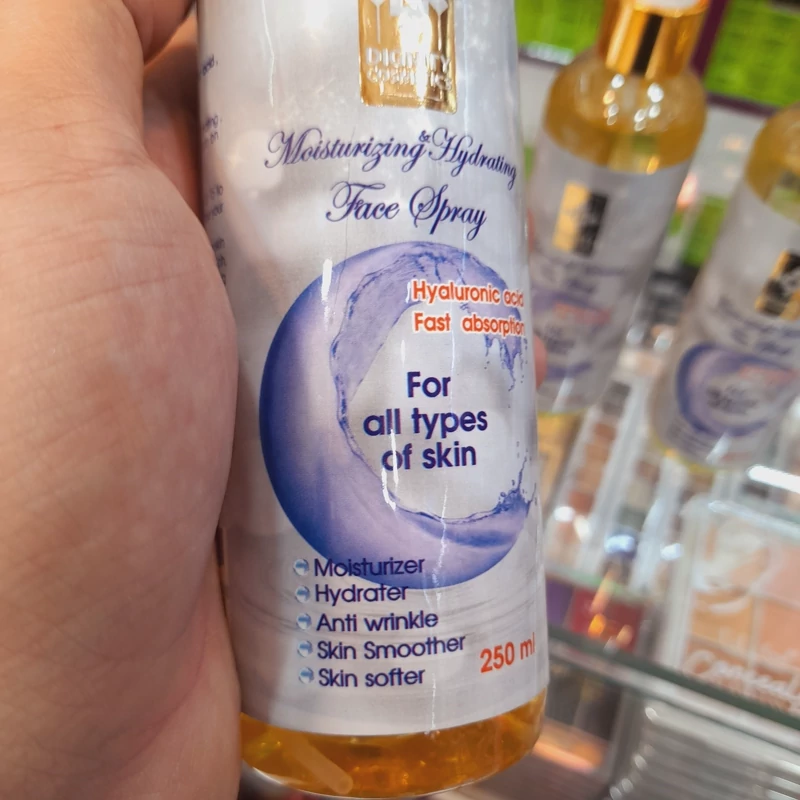 COSMETICS
Moisturizing & Hydrating
Face Spray
Hyaluronic acid
Fast absorption
For
all types
of skin
Moisturizer
Hydrater
Anti wrinkle
Skin Smoother
Skin softer
250 ml